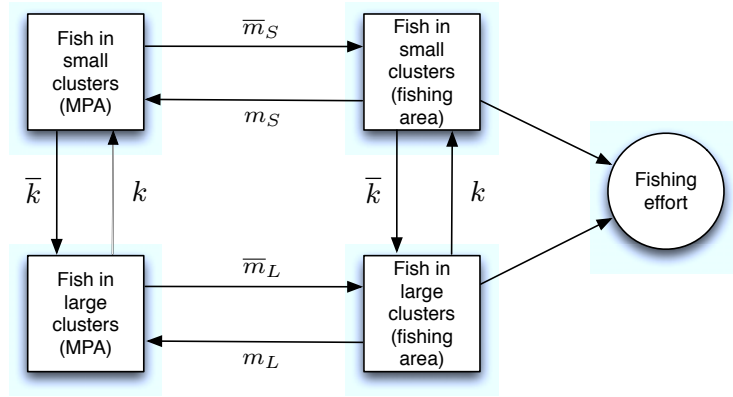 Fish in
small
clusters
(MPA)
m̅_S
m_S
Fish in
small
clusters
(fishing
area)
k̅
k
k̅
k
Fishing
effort
Fish in
large
clusters
(MPA)
m̅_L
m_L
Fish in
large
clusters
(fishing
area)